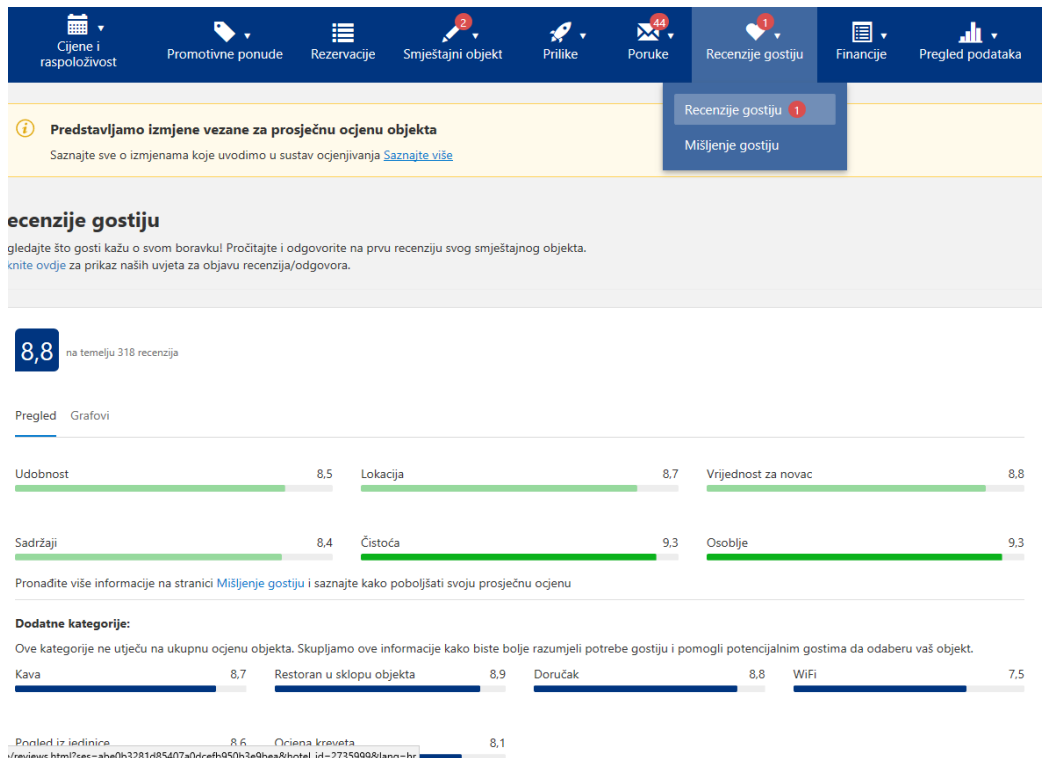 Cijene i
raspoloživost
Promotivne ponude
Rezervacije
2
Smještajni objekt
Prilike
44
Poruke
1
Recenzije gostiju
Financije
Pregled podataka
Recenzije gostiju 1
Mišljenje gostiju
Predstavljamo izmjene vezane za prosječnu ocjenu objekta
Saznajte sve o izmjenama koje uvodimo u sustav ocjenjivanja Saznajte više
ecenzije gostiju
gledajte što gosti kažu o svom boravku! Pročitajte i odgovorite na prvu recenziju svog smještajnog objekta.
knite ovdje za prikaz naših uvjeta za objavu recenzija/odgovora.
8,8 na temelju 318 recenzija
Pregled Grafovi
Udobnost 8,5 Lokacija 8,7 Vrijednost za novac 8,8
Sadržaji 8,4 Čistoća 9,3 Osoblje 9,3
Pronađite više informacije na stranici Mišljenje gostiju i saznajte kako poboljšati svoju prosječnu ocjenu
Dodatne kategorije:
Ove kategorije ne utječu na ukupnu ocjenu objekta. Skupljamo ove informacije kako biste bolje razumjeli potrebe gostiju i pomogli potencijalnim gostima da odaberu vaš objekt.
Kava 8,7 Restoran u sklopu objekta 8,9 Doručak 8,8 WiFi 7,5
Pogled iz jedinice 8,6 Ocjena kreveta 8,1